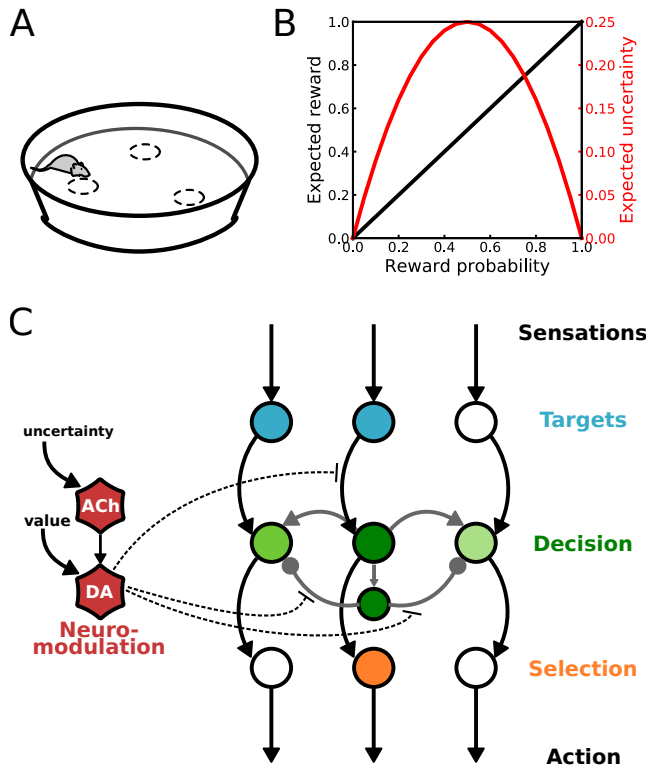 A
B
Expected reward
1.0
0.8
0.6
0.4
0.2
0.0
0.25
0.20
0.15
0.10
0.05
0.00
Expected uncertainty
0.2
0.4
0.6
0.8
1.0
Reward probability
C
Sensations
Targets
uncertainty
ACh
value
Decision
DA
Neuro-
modulation
Selection
Action